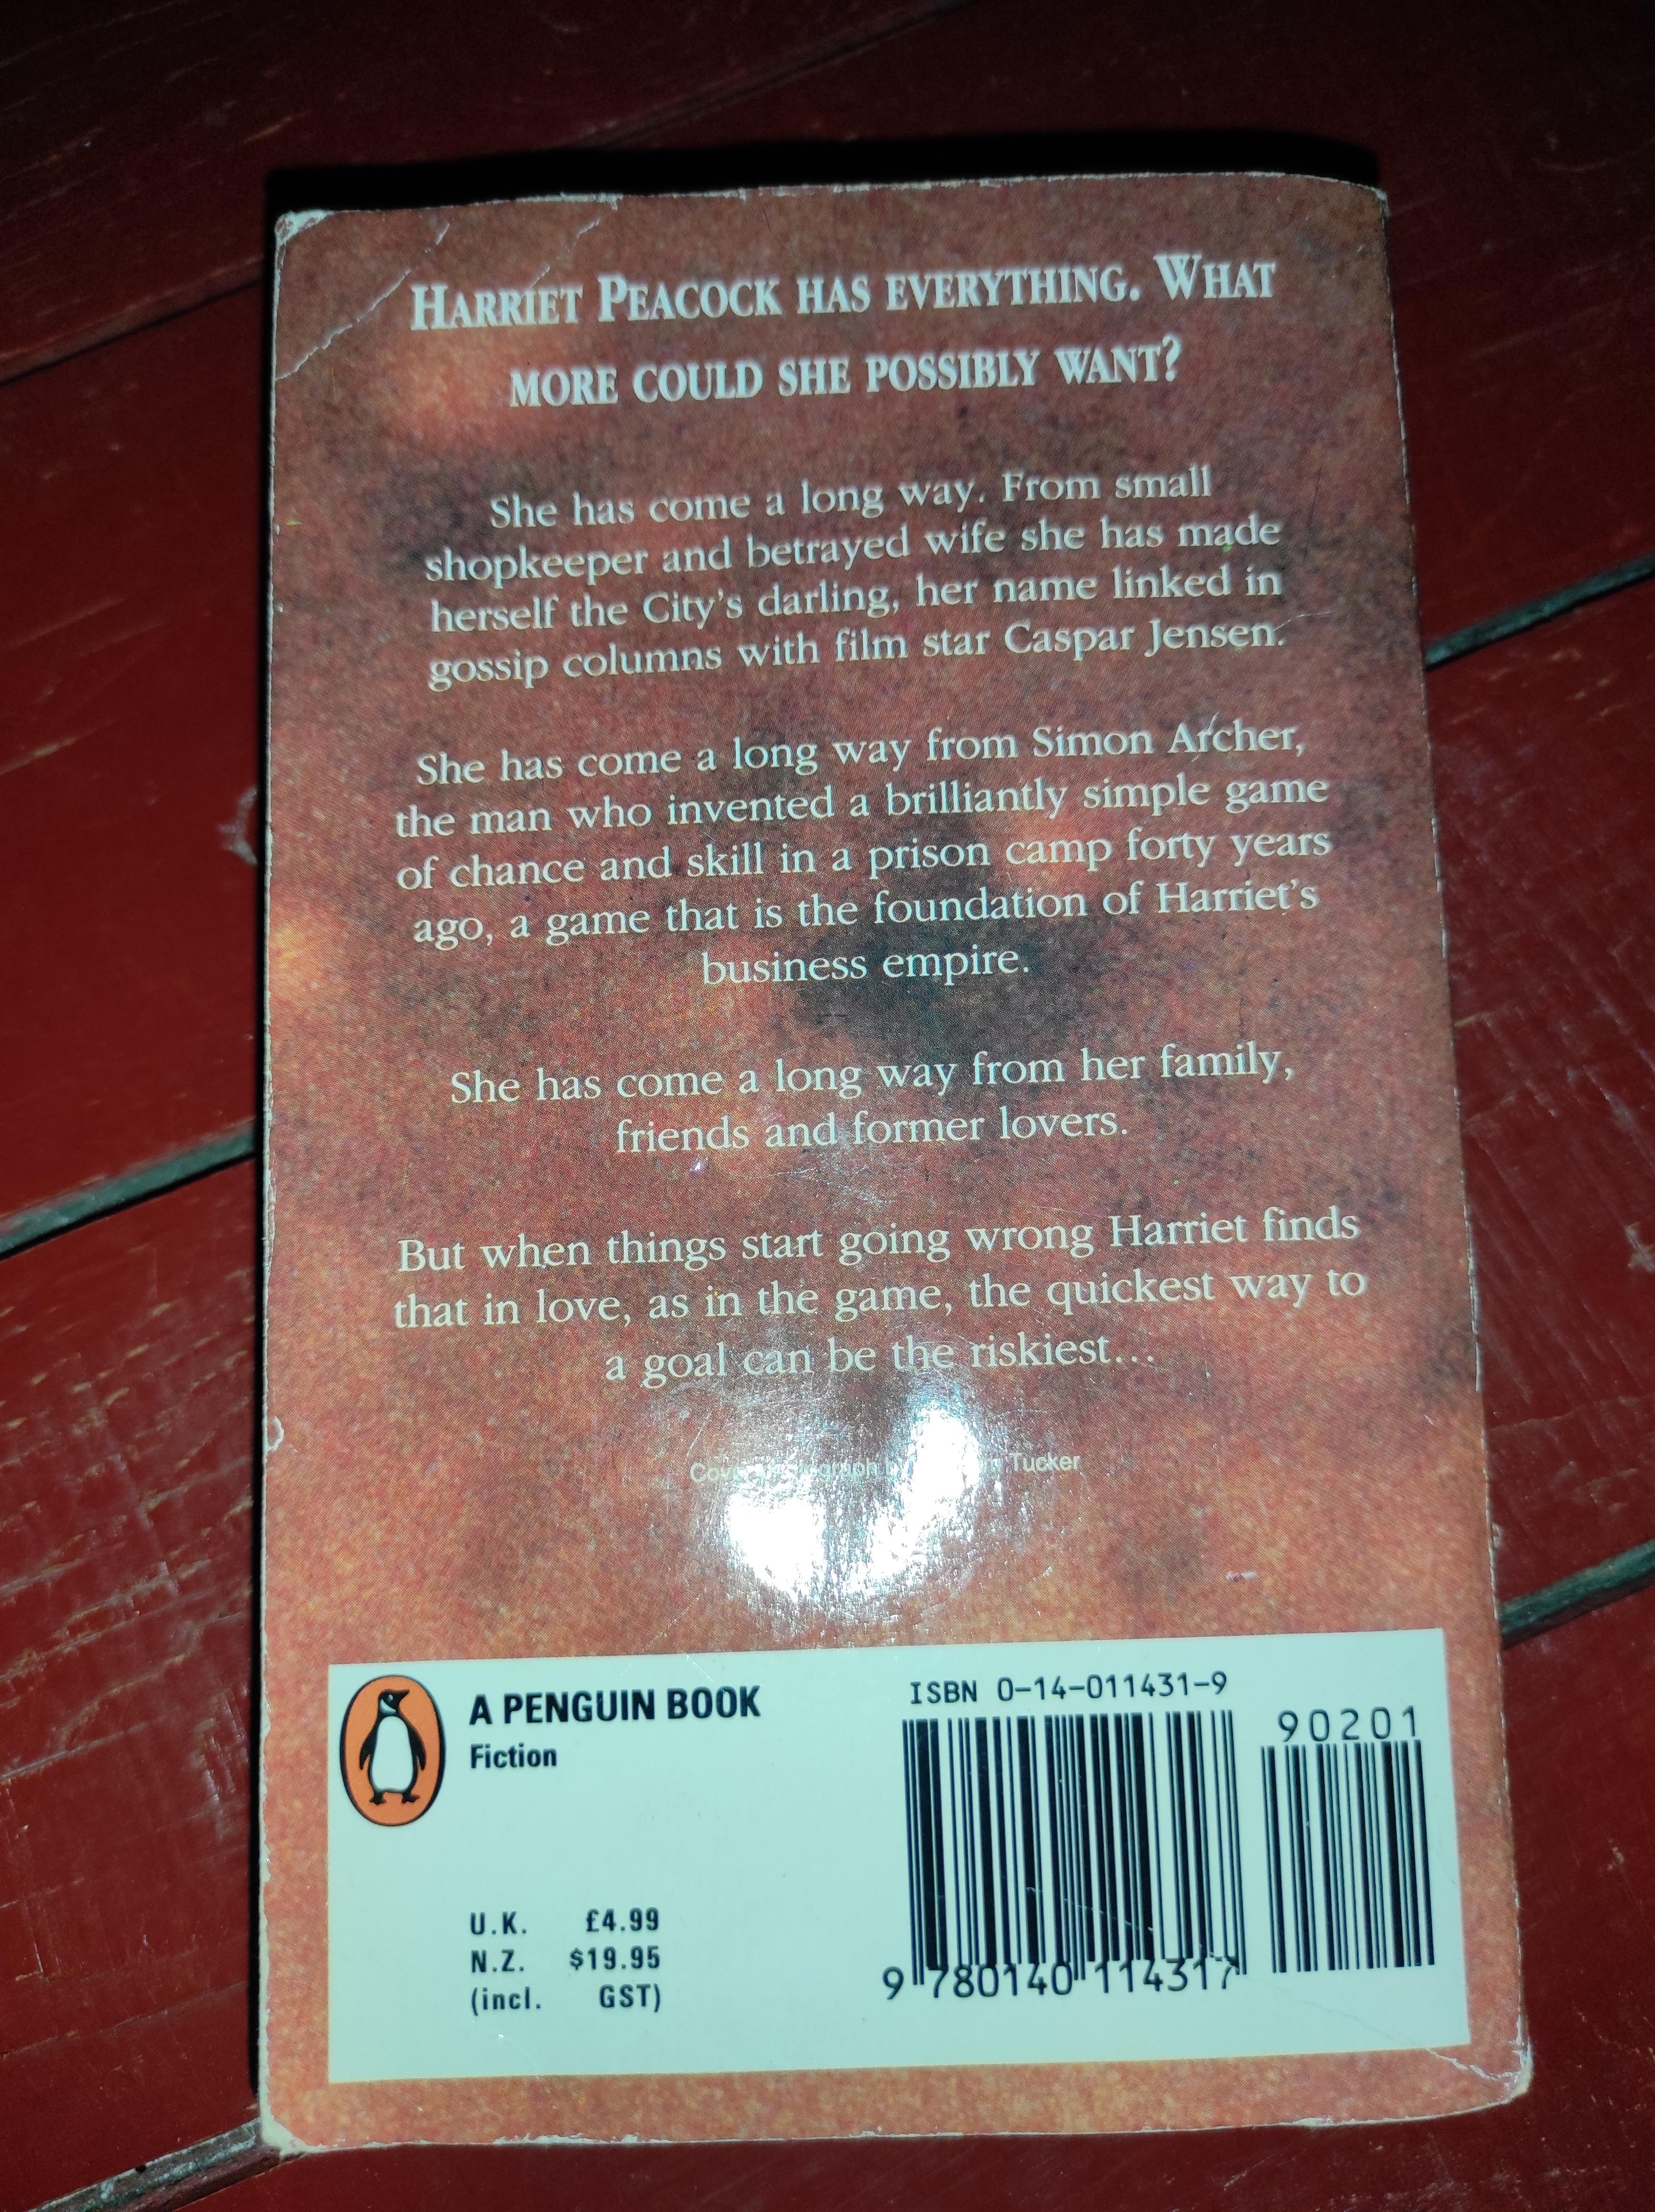 HARRIET PEACOCK HAS EVERYTHING. WHAT
MORE COULD SHE POSSIBLY WANT?
She has come a long way. From small
shopkeeper and betrayed wife she has made
herself the City's darling, her name linked in
gossip columns with film star Caspar Jensen.
She has come a long way from Simon Archer,
the man who invented a brilliantly simple game
of chance and skill in a prison camp forty years
ago, a game that is the foundation of Harriet's
business empire.
She has come a long way from her family,
friends and former lovers.
But when things start going wrong Harriet finds
that in love, as in the game, the quickest way to
a goal can be the riskiest...
Tucker
A PENGUIN BOOK
Fiction
U.K. £4.99
N.Z. $19.95
(incl. GST)
ISBN 0-14-011431-9
90201
9 780140 114317